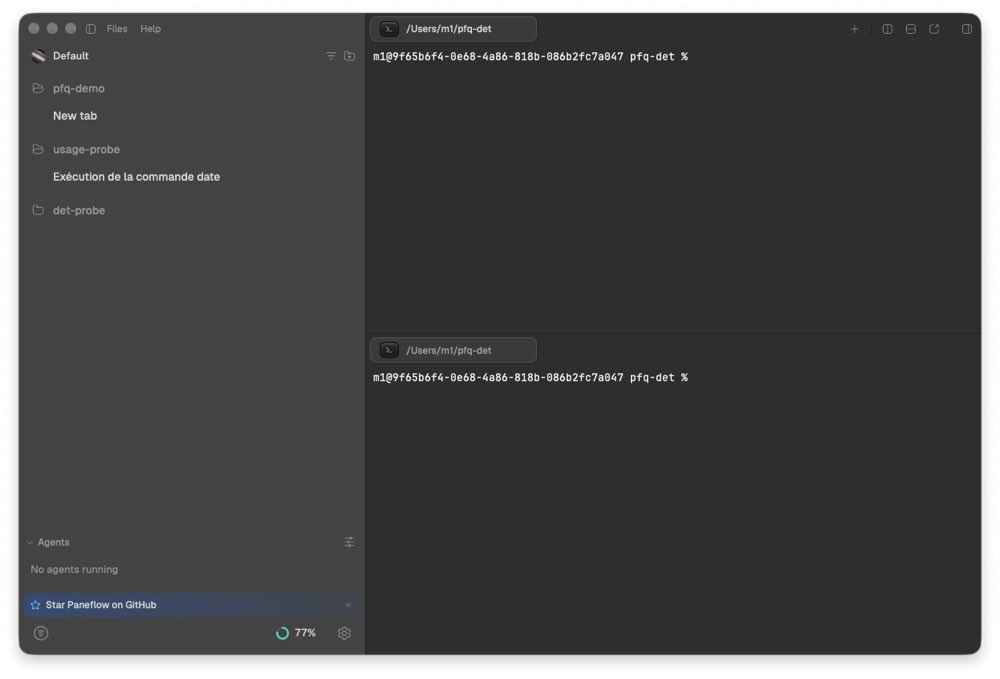 Files Help
Default
pfq-demo
New tab
usage-probe
Exécution de la commande date
det-probe
Agents
No agents running
Star Paneflow on GitHub
77%
/Users/m1/pfq-det
m1@9f65b6f4-0e68-4a86-818b-086b2fc7a047 pfq-det %
/Users/m1/pfq-det
m1@9f65b6f4-0e68-4a86-818b-086b2fc7a047 pfq-det %